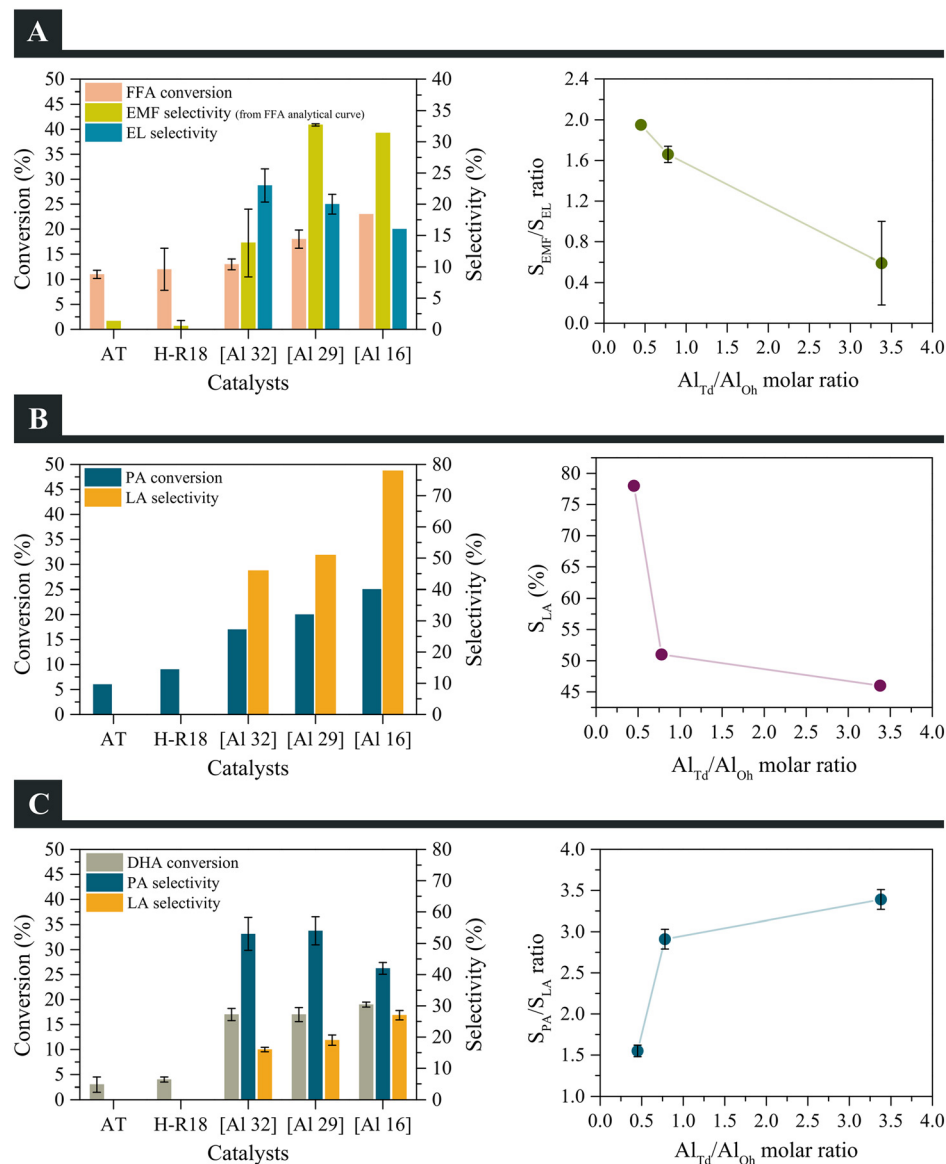 A
FFA conversion
EMF selectivity (from FFA analytical curve)
EL selectivity
Conversion (%)
50
45
40
35
30
25
20
15
10
5
0
Selectivity (%)
40
35
30
25
20
15
10
5
0
AT H-R18 [Al 32] [Al 29] [Al 16]
Catalysts
S_EMF/S_EL ratio
2.4
2.0
1.6
1.2
0.8
0.4
0.0
0.0 0.5 1.0 1.5 2.0 2.5 3.0 3.5 4.0
Al_Td/Al_Oh molar ratio
B
PA conversion
LA selectivity
Conversion (%)
50
45
40
35
30
25
20
15
10
5
0
Selectivity (%)
80
70
60
50
40
30
20
10
0
AT H-R18 [Al 32] [Al 29] [Al 16]
Catalysts
S_LA (%)
80
75
70
65
60
55
50
45
0.0 0.5 1.0 1.5 2.0 2.5 3.0 3.5 4.0
Al_Td/Al_Oh molar ratio
C
DHA conversion
PA selectivity
LA selectivity
Conversion (%)
50
45
40
35
30
25
20
15
10
5
0
Selectivity (%)
80
70
60
50
40
30
20
10
0
AT H-R18 [Al 32] [Al 29] [Al 16]
Catalysts
S_PA/S_LA ratio
4.0
3.5
3.0
2.5
2.0
1.5
1.0
0.0 0.5 1.0 1.5 2.0 2.5 3.0 3.5 4.0
Al_Td/Al_Oh molar ratio